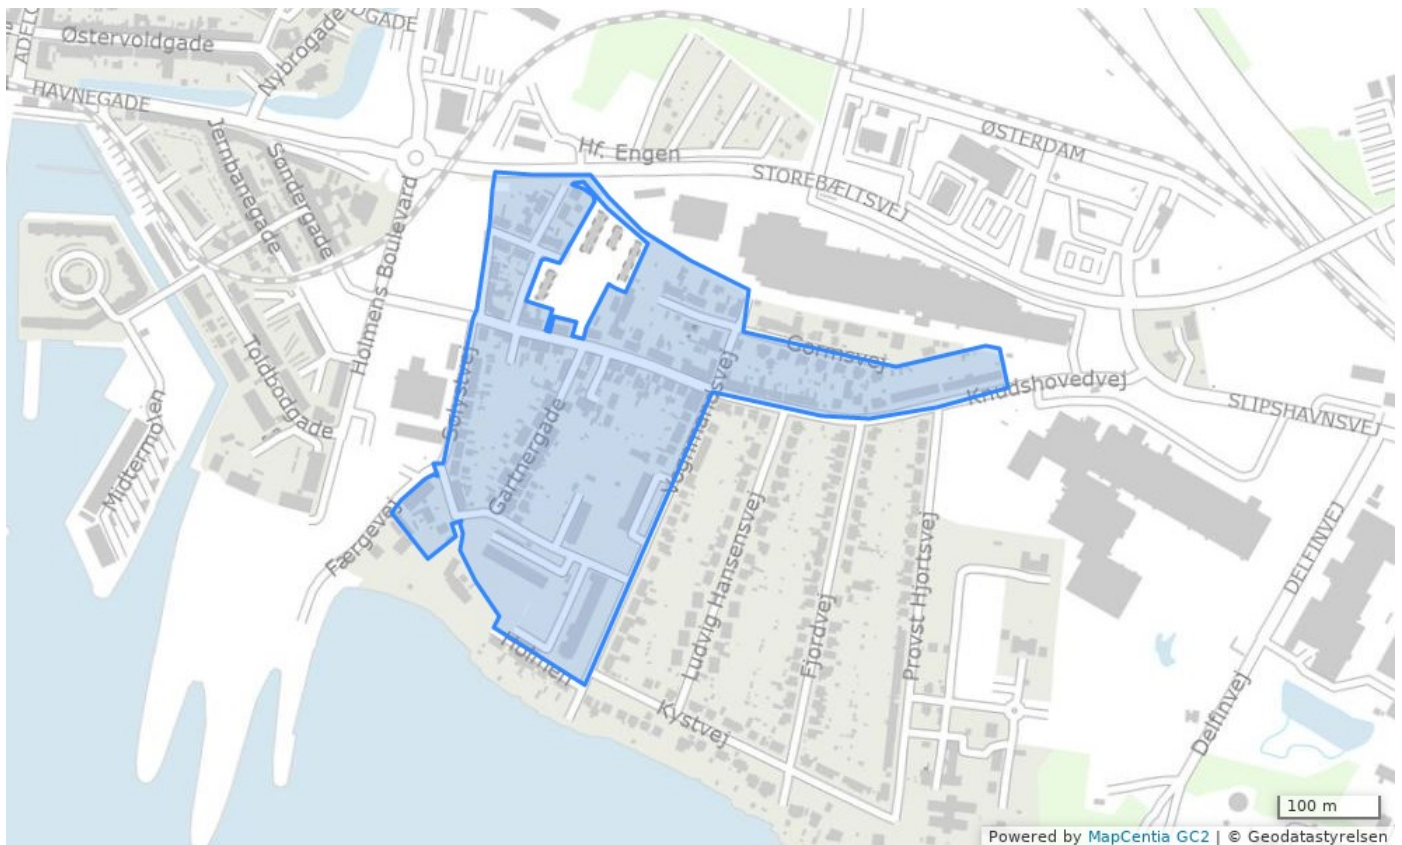 DGADE
Østervoldgade
Nybrogade
HAVNEGADE
Jernbanegade
Søndergade
Holmens Boulevard
Hf. Engen
STOREBÆLTSVEJ
ØSTERDAM
Toldbodgade
Midtermolen
Gormsvej
Knudshovedvej
SLIPSHAVNSVEJ
Vognmandsvej
Gartnergade
Færgevej
Ludvig Hansensvej
Fjordvej
Provst Hjortsvej
DELFINVEJ
Delfinvej
Holmen
Kystvej
100 m
Powered by MapCentia GC2 | © Geodatastyrelsen